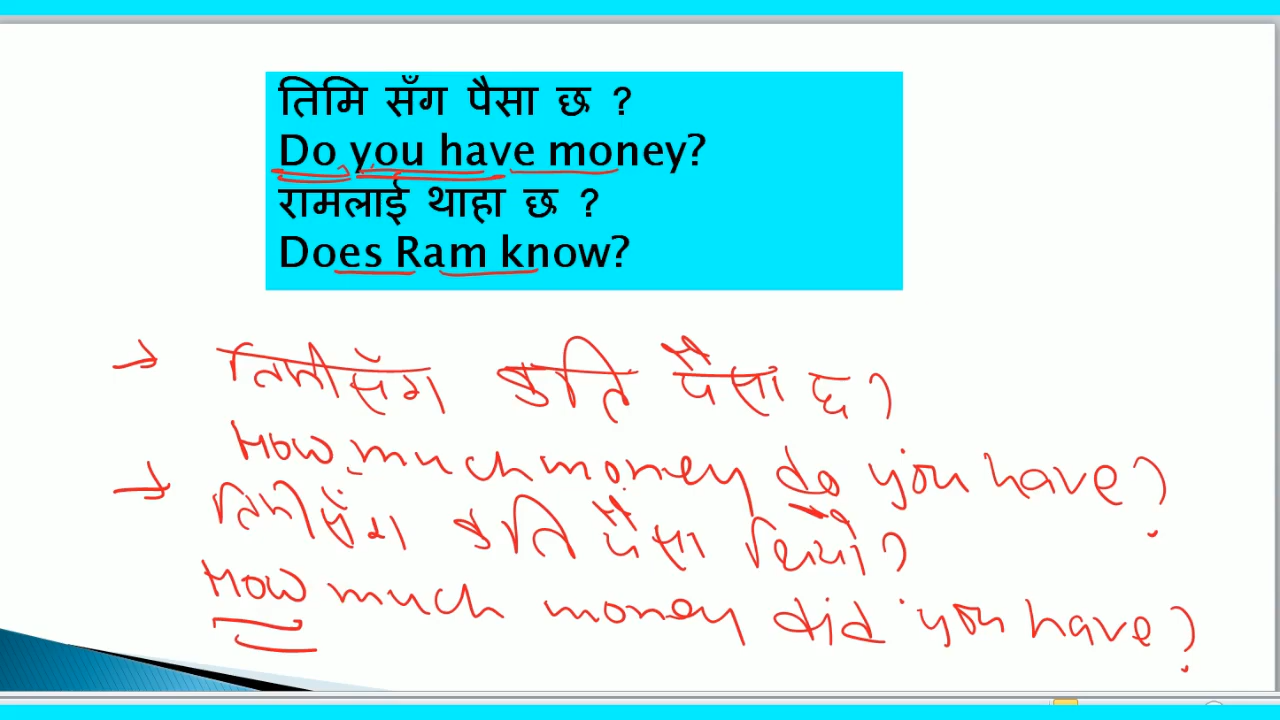 तिमि सँग पैसा छ ?
Do you have money?
रामलाई थाहा छ ?
Does Ram know?
→ तिमीसँग कति पैसा छ?
How much money do you have?
→ तिमीसँग कति पैसा थियो?
How much money did you have?